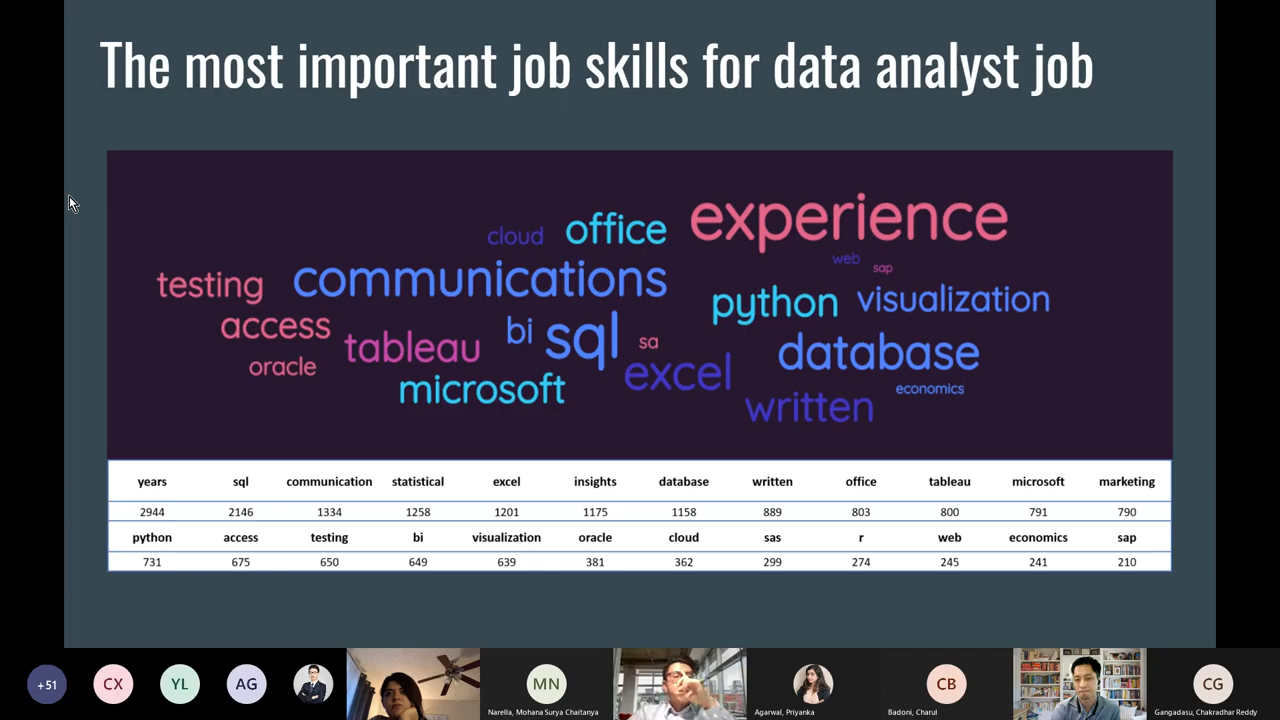 The most important job skills for data analyst job
experience
cloud office
web
sap
testing communications
python visualization
access
bi sql sa
tableau
database
oracle
excel
microsoft
economics
written
years sql communication statistical excel insights database written office tableau microsoft marketing
2944 2146 1334 1258 1201 1175 1158 889 803 800 791 790
python access testing bi visualization oracle cloud sas r web economics sap
731 675 650 649 639 381 362 299 274 245 241 210
+51 CX YL AG MN CB CG
Narella, Mohana Surya Chaitanya Agarwal, Priyanka Badoni, Charul Gangadasu, Chakradhar Reddy